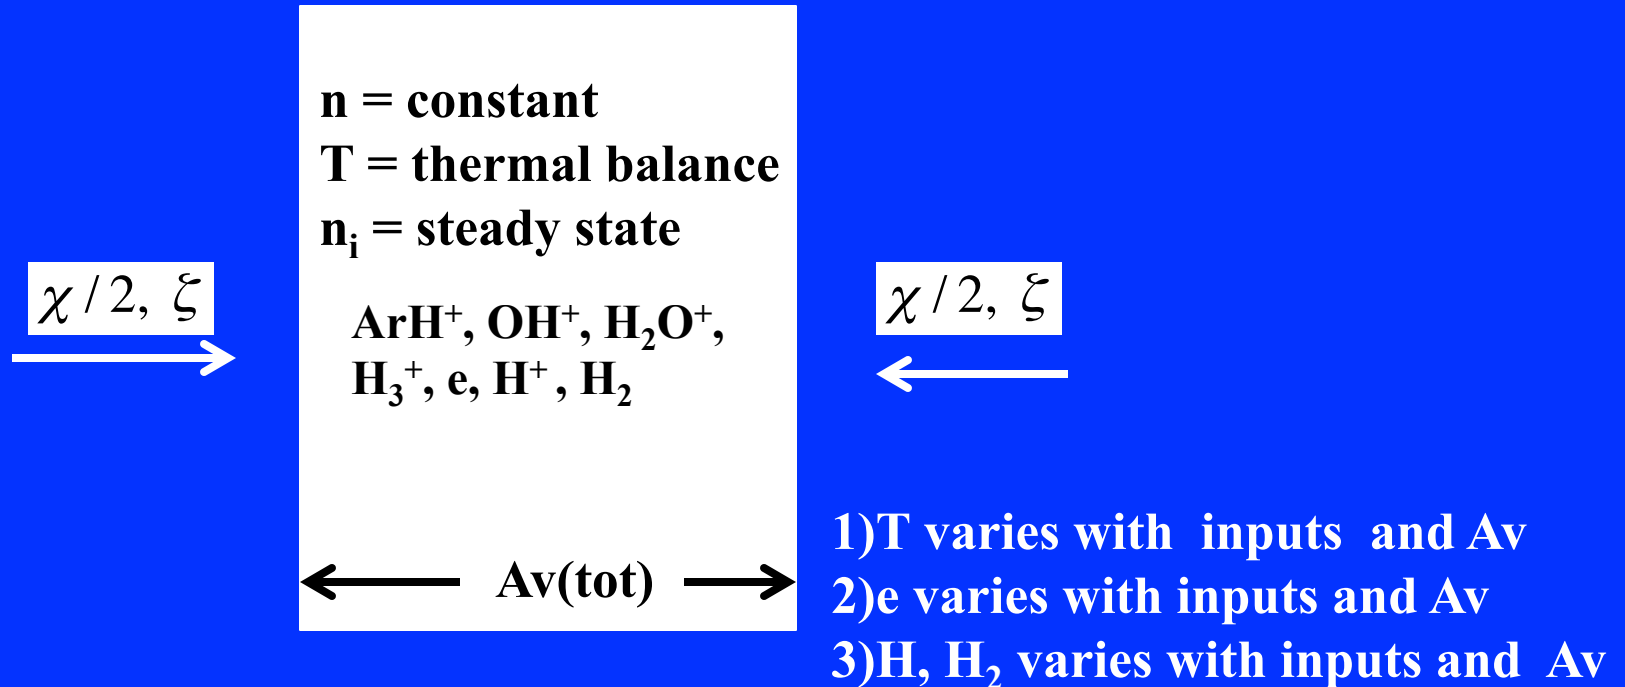 n = constant
T = thermal balance
nᵢ = steady state
χ / 2, ζ
χ / 2, ζ
ArH⁺, OH⁺, H₂O⁺,
H₃⁺, e, H⁺ , H₂
Av(tot)
1)T varies with inputs and Av
2)e varies with inputs and Av
3)H, H₂ varies with inputs and Av